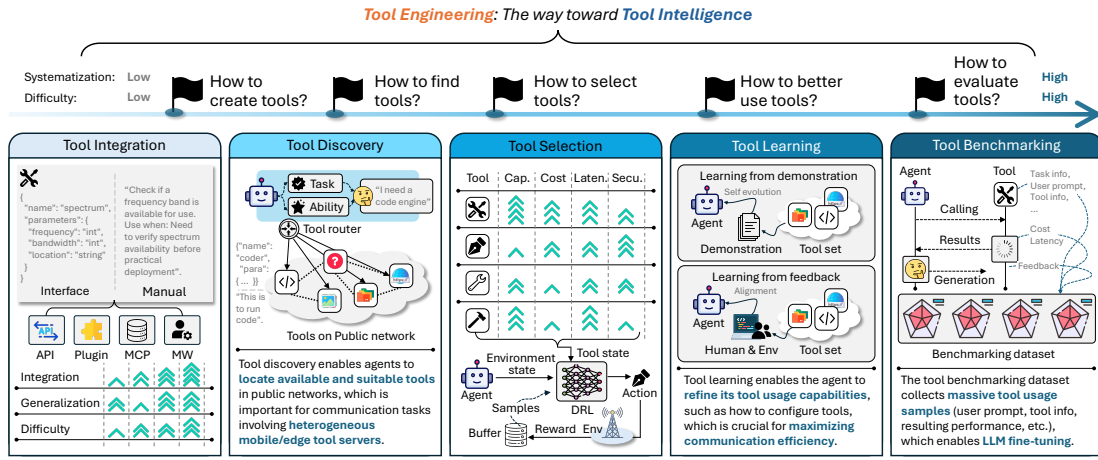 Tool Engineering: The way toward Tool Intelligence
Systematization: Low
Difficulty: Low
How to
create tools?
How to find
tools?
How to select
tools?
How to better
use tools?
How to
evaluate
tools?
High
High
Tool Integration
{
"name": "spectrum",
"parameters": {
"frequency": "int",
"bandwidth": "int",
"location": "string"
}
}
Interface
"Check if a
frequency band is
available for use.
Use when: Need
to verify spectrum
availability before
practical
deployment".
Manual
API
API Plugin MCP MW
Integration
Generalization
Difficulty
Tool Discovery
Task
Ability
"I need a
code engine"
Tool router
{"name":
"coder",
"para":
{ ... }}
"This is
to run
code".
?
</>
Tools on Public network
Tool discovery enables agents to
locate available and suitable tools
in public networks, which is
important for communication tasks
involving heterogeneous
mobile/edge tool servers.
Tool Selection
Tool Cap. Cost Laten. Secu.
Environment
state
Tool state
Agent
DRL
Action
Samples
Buffer
Reward Env
Tool Learning
Learning from demonstration
Self evolution
Agent
Demonstration
</>
Tool set
Learning from feedback
Alignment
Agent
Human & Env
</>
Tool set
Tool learning enables the agent to
refine its tool usage capabilities,
such as how to configure tools,
which is crucial for maximizing
communication efficiency.
Tool Benchmarking
Agent
Tool
Task info,
User prompt,
Tool info,
...
Calling
Results
Cost
Latency
Feedback
Generation
Benchmarking dataset
The tool benchmarking dataset
collects massive tool usage
samples (user prompt, tool info,
resulting performance, etc.),
which enables LLM fine-tuning.